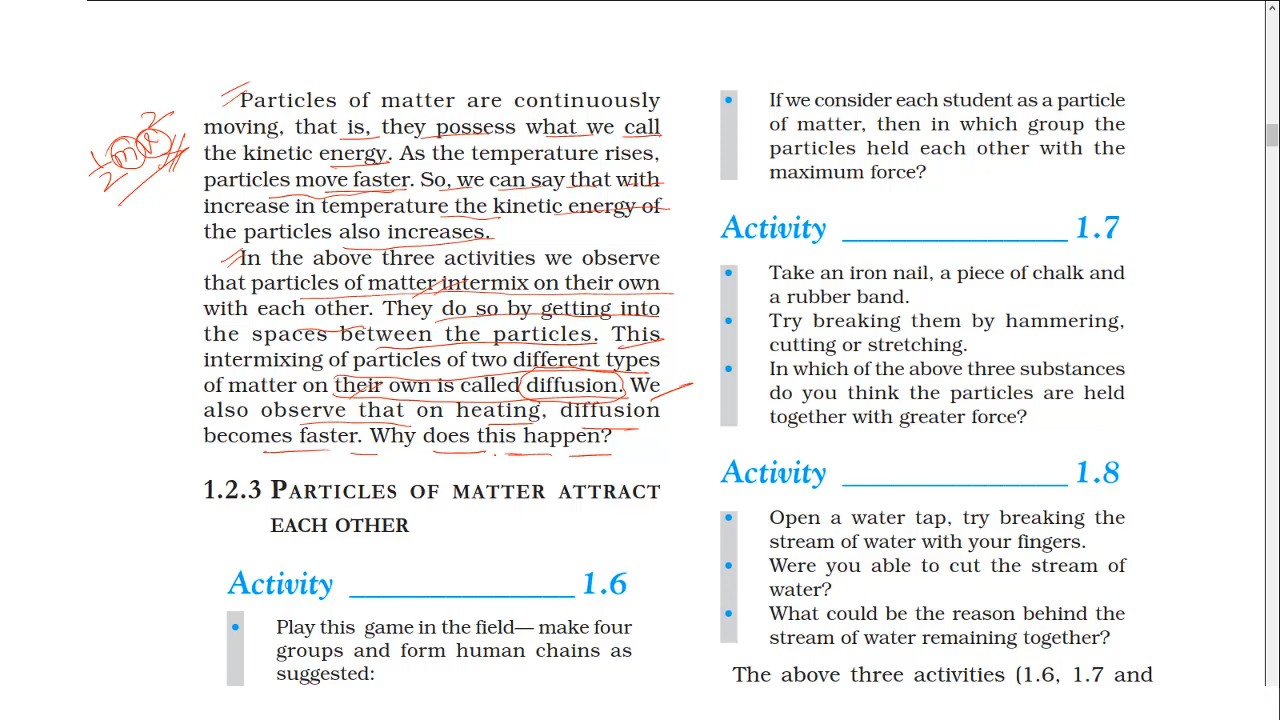 Particles of matter are continuously
moving, that is, they possess what we call
the kinetic energy. As the temperature rises,
particles move faster. So, we can say that with
increase in temperature the kinetic energy of
the particles also increases.
In the above three activities we observe
that particles of matter intermix on their own
with each other. They do so by getting into
the spaces between the particles. This
intermixing of particles of two different types
of matter on their own is called diffusion. We
also observe that on heating, diffusion
becomes faster. Why does this happen?
1.2.3 PARTICLES OF MATTER ATTRACT
EACH OTHER
Activity ________________ 1.6
• Play this game in the field— make four
groups and form human chains as
suggested:
1/2 mv²
• If we consider each student as a particle
of matter, then in which group the
particles held each other with the
maximum force?
Activity ________________ 1.7
• Take an iron nail, a piece of chalk and
a rubber band.
• Try breaking them by hammering,
cutting or stretching.
• In which of the above three substances
do you think the particles are held
together with greater force?
Activity ________________ 1.8
• Open a water tap, try breaking the
stream of water with your fingers.
• Were you able to cut the stream of
water?
• What could be the reason behind the
stream of water remaining together?
The above three activities (1.6, 1.7 and